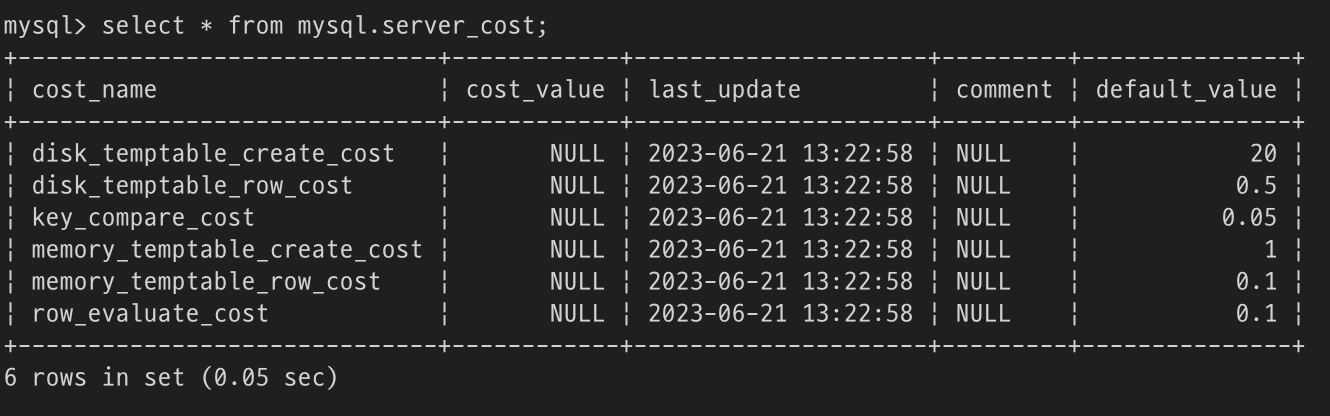 mysql> select * from mysql.server_cost;
+------------------------------+------------+---------------------+---------+---------------+
| cost_name                    | cost_value | last_update         | comment | default_value |
+------------------------------+------------+---------------------+---------+---------------+
| disk_temptable_create_cost   |       NULL | 2023-06-21 13:22:58 | NULL    |            20 |
| disk_temptable_row_cost      |       NULL | 2023-06-21 13:22:58 | NULL    |           0.5 |
| key_compare_cost             |       NULL | 2023-06-21 13:22:58 | NULL    |          0.05 |
| memory_temptable_create_cost |       NULL | 2023-06-21 13:22:58 | NULL    |             1 |
| memory_temptable_row_cost    |       NULL | 2023-06-21 13:22:58 | NULL    |           0.1 |
| row_evaluate_cost            |       NULL | 2023-06-21 13:22:58 | NULL    |           0.1 |
+------------------------------+------------+---------------------+---------+---------------+
6 rows in set (0.05 sec)